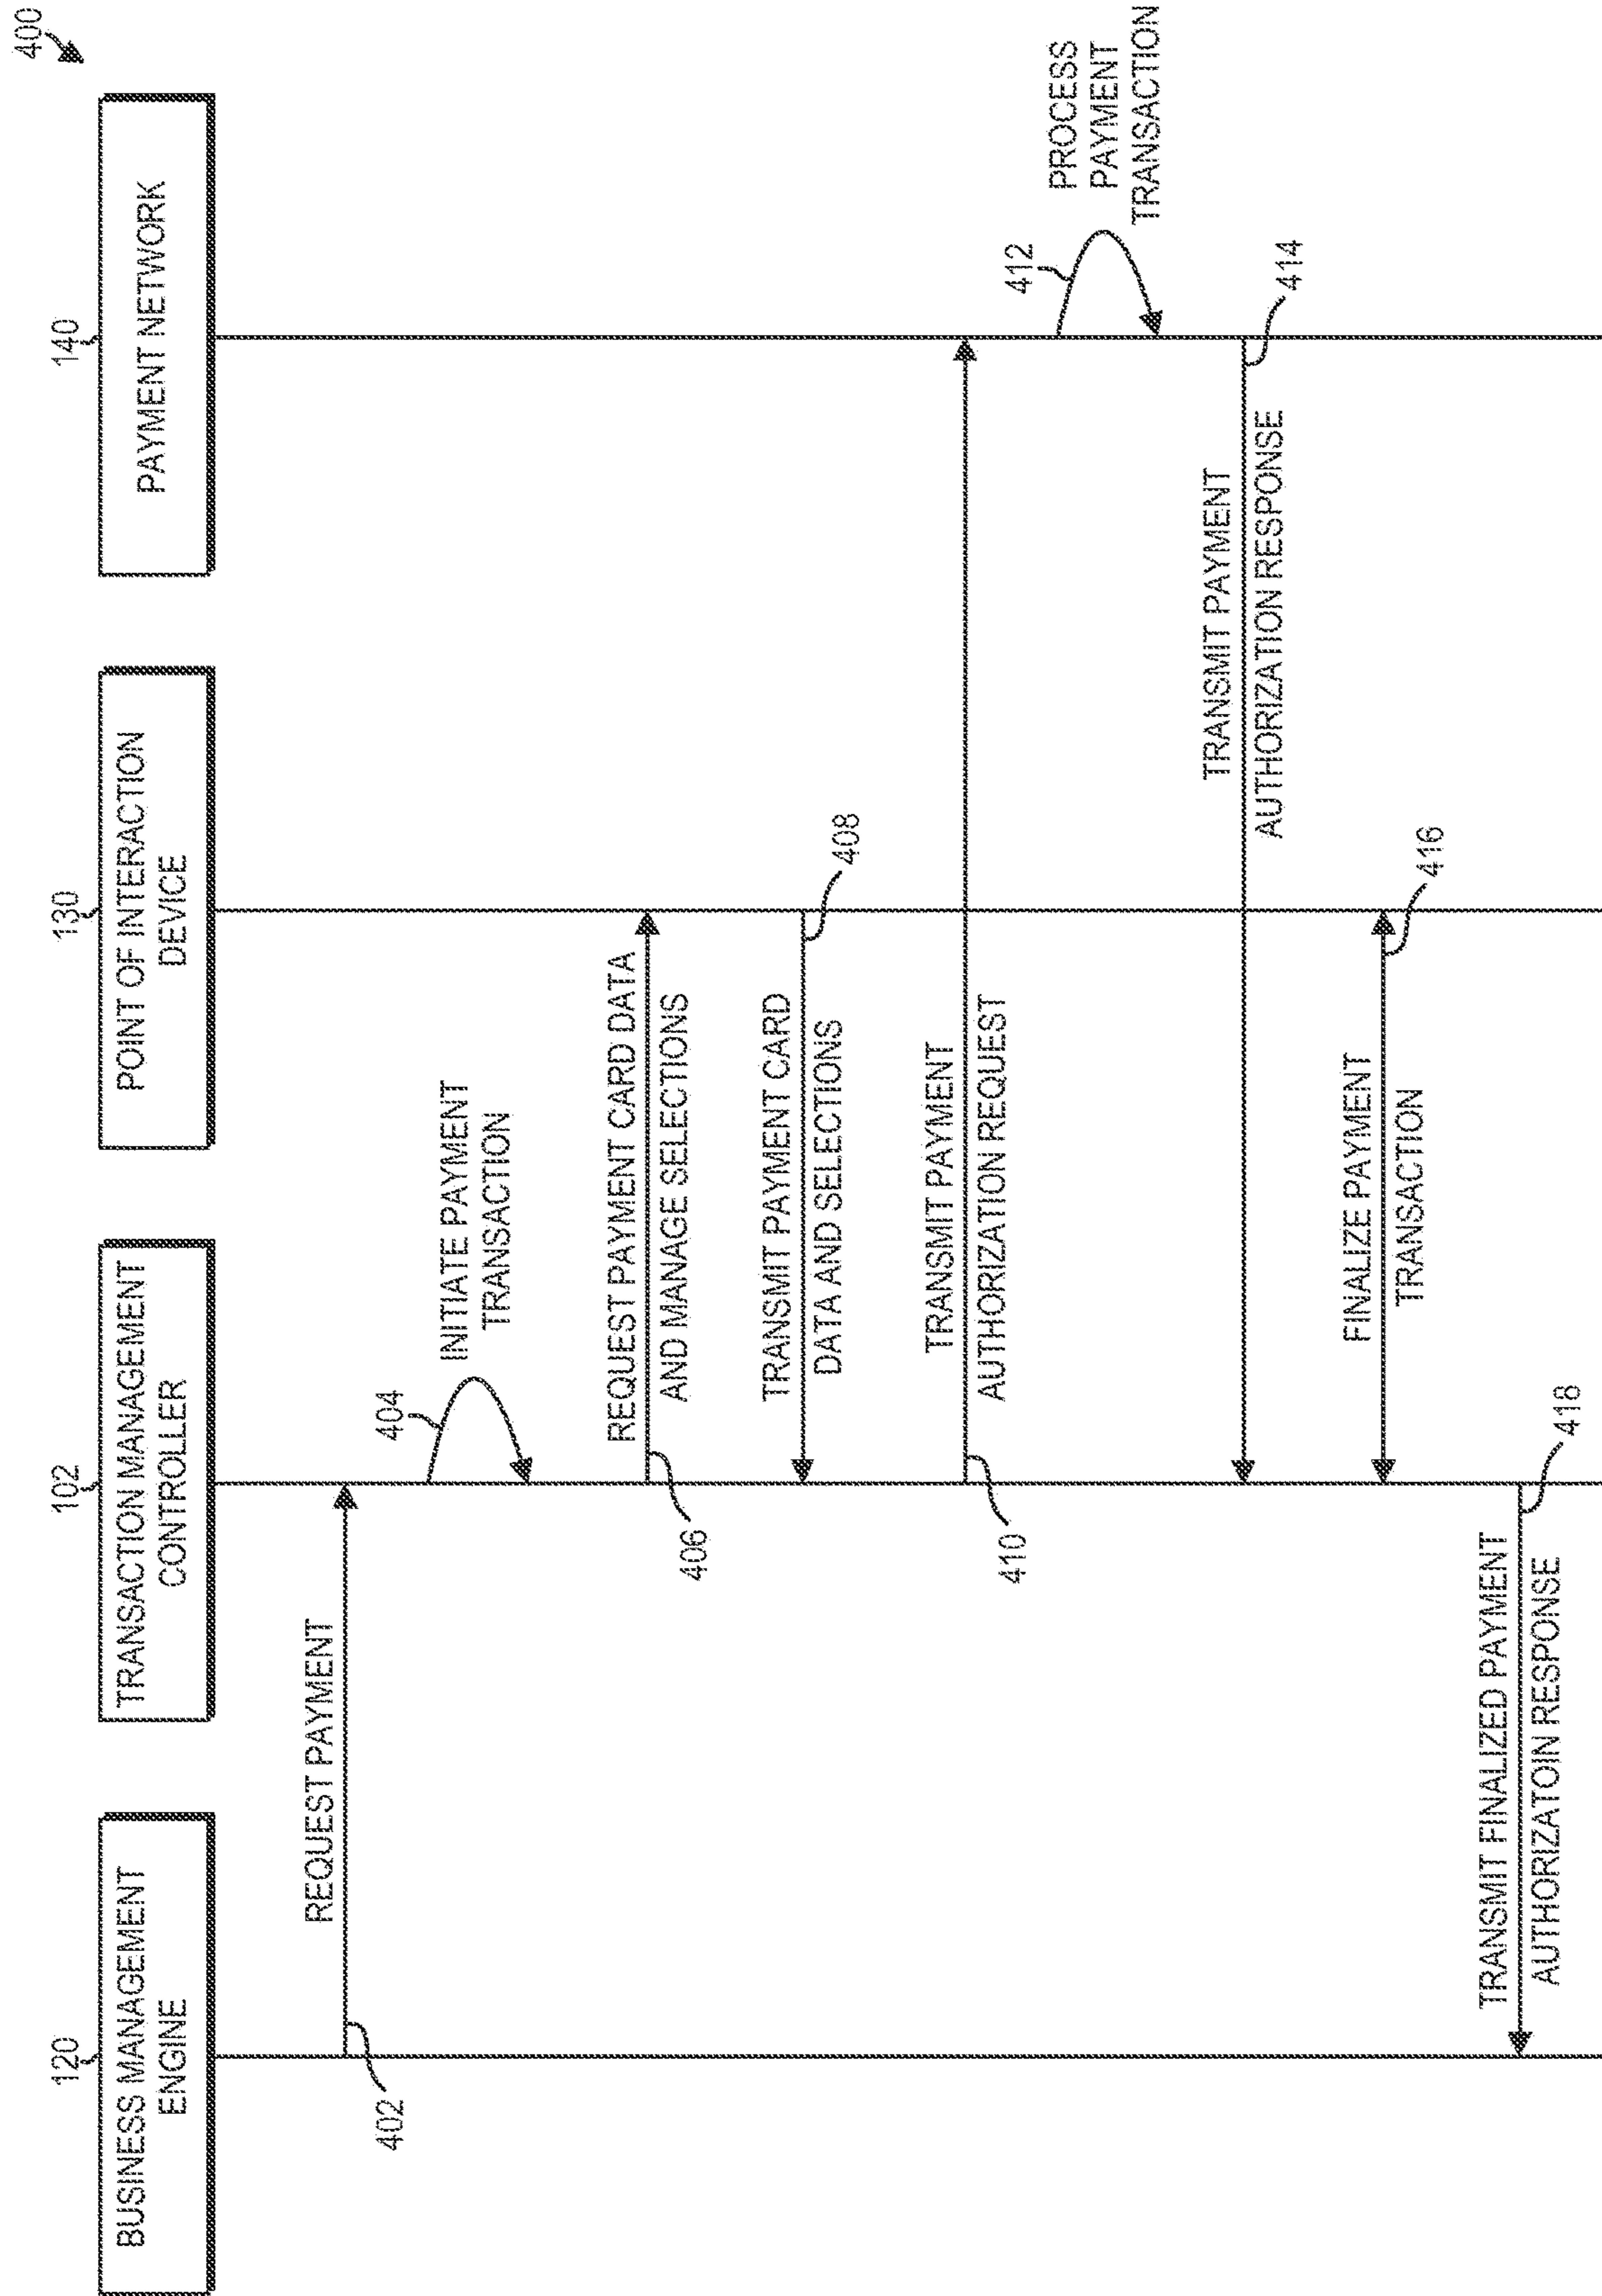 400
120
BUSINESS MANAGEMENT
ENGINE
102
TRANSACTION MANAGEMENT
CONTROLLER
130
POINT OF INTERACTION
DEVICE
140
PAYMENT NETWORK
REQUEST PAYMENT
402
404
INITIATE PAYMENT
TRANSACTION
REQUEST PAYMENT CARD DATA
AND MANAGE SELECTIONS
406
TRANSMIT PAYMENT CARD
DATA AND SELECTIONS
408
TRANSMIT PAYMENT
AUTHORIZATION REQUEST
410
412
PROCESS
PAYMENT
TRANSACTION
TRANSMIT PAYMENT
AUTHORIZATION RESPONSE
414
FINALIZE PAYMENT
TRANSACTION
416
TRANSMIT FINALIZED PAYMENT
AUTHORIZATOIN RESPONSE
418